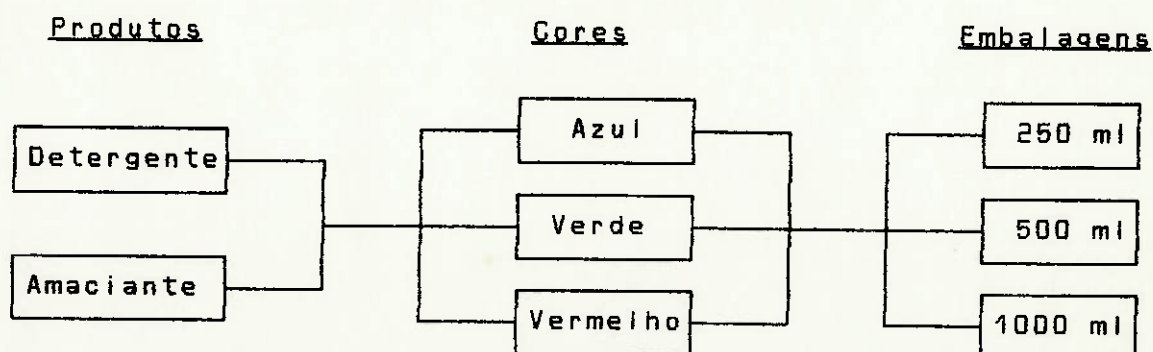 Produtos
Cores
Embalagens
Detergente
Azul
250 ml
Verde
500 ml
Amaciante
Vermelho
1000 ml